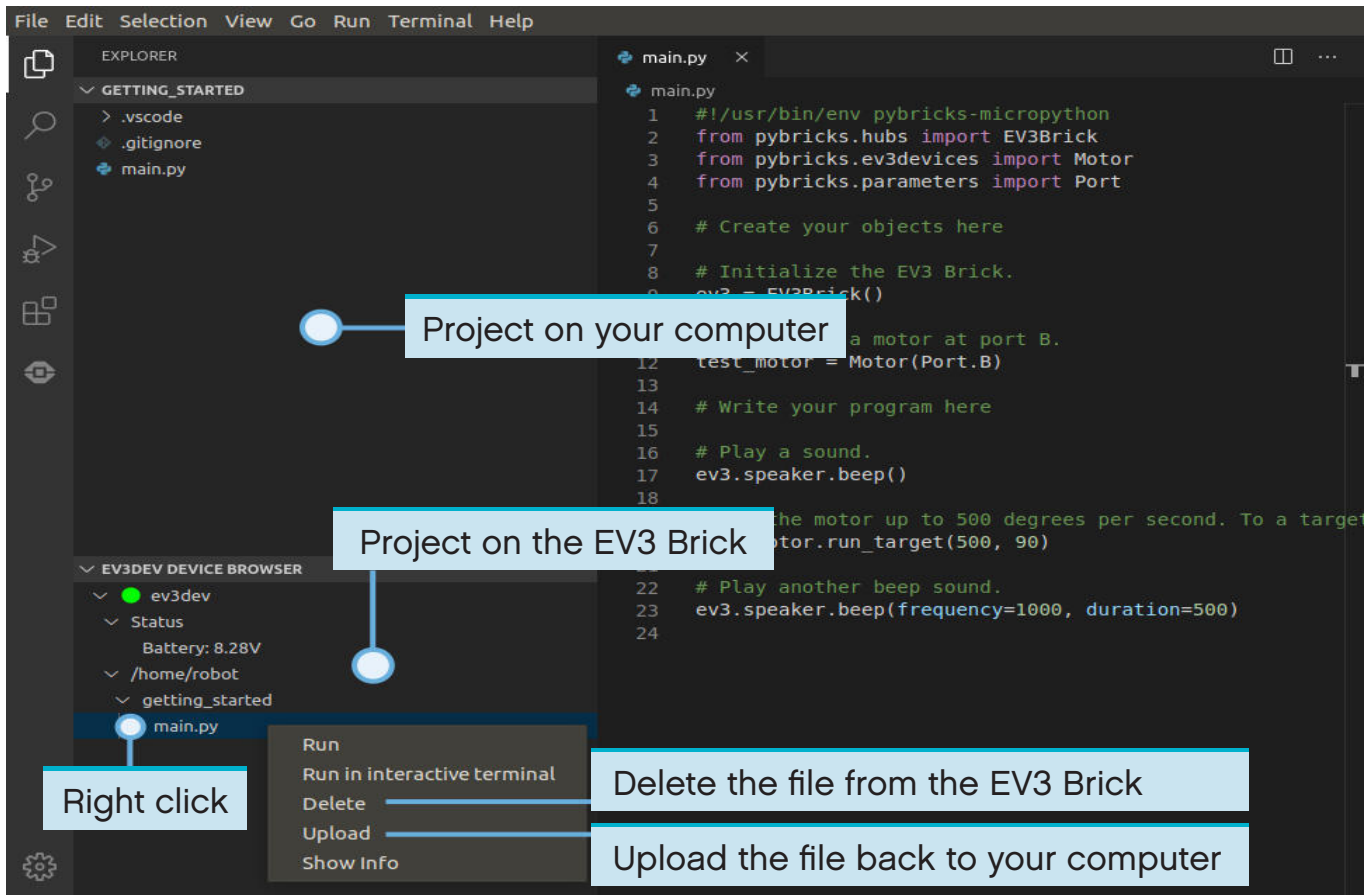 File Edit Selection View Go Run Terminal Help
EXPLORER
GETTING_STARTED
.vscode
.gitignore
main.py
main.py
main.py
1 #!/usr/bin/env pybricks-micropython
2 from pybricks.hubs import EV3Brick
3 from pybricks.ev3devices import Motor
4 from pybricks.parameters import Port
5
6 # Create your objects here
7
8 # Initialize the EV3 Brick.
ev3 = EV3Brick()
Project on your computer
a motor at port B.
12 test_motor = Motor(Port.B)
13
14 # Write your program here
15
16 # Play a sound.
17 ev3.speaker.beep()
18
the motor up to 500 degrees per second. To a target
Project on the EV3 Brick
otor.run_target(500, 90)
22 # Play another beep sound.
23 ev3.speaker.beep(frequency=1000, duration=500)
24
EV3DEV DEVICE BROWSER
ev3dev
Status
Battery: 8.28V
/home/robot
getting_started
main.py
Right click
Run
Run in interactive terminal
Delete
Upload
Show Info
Delete the file from the EV3 Brick
Upload the file back to your computer